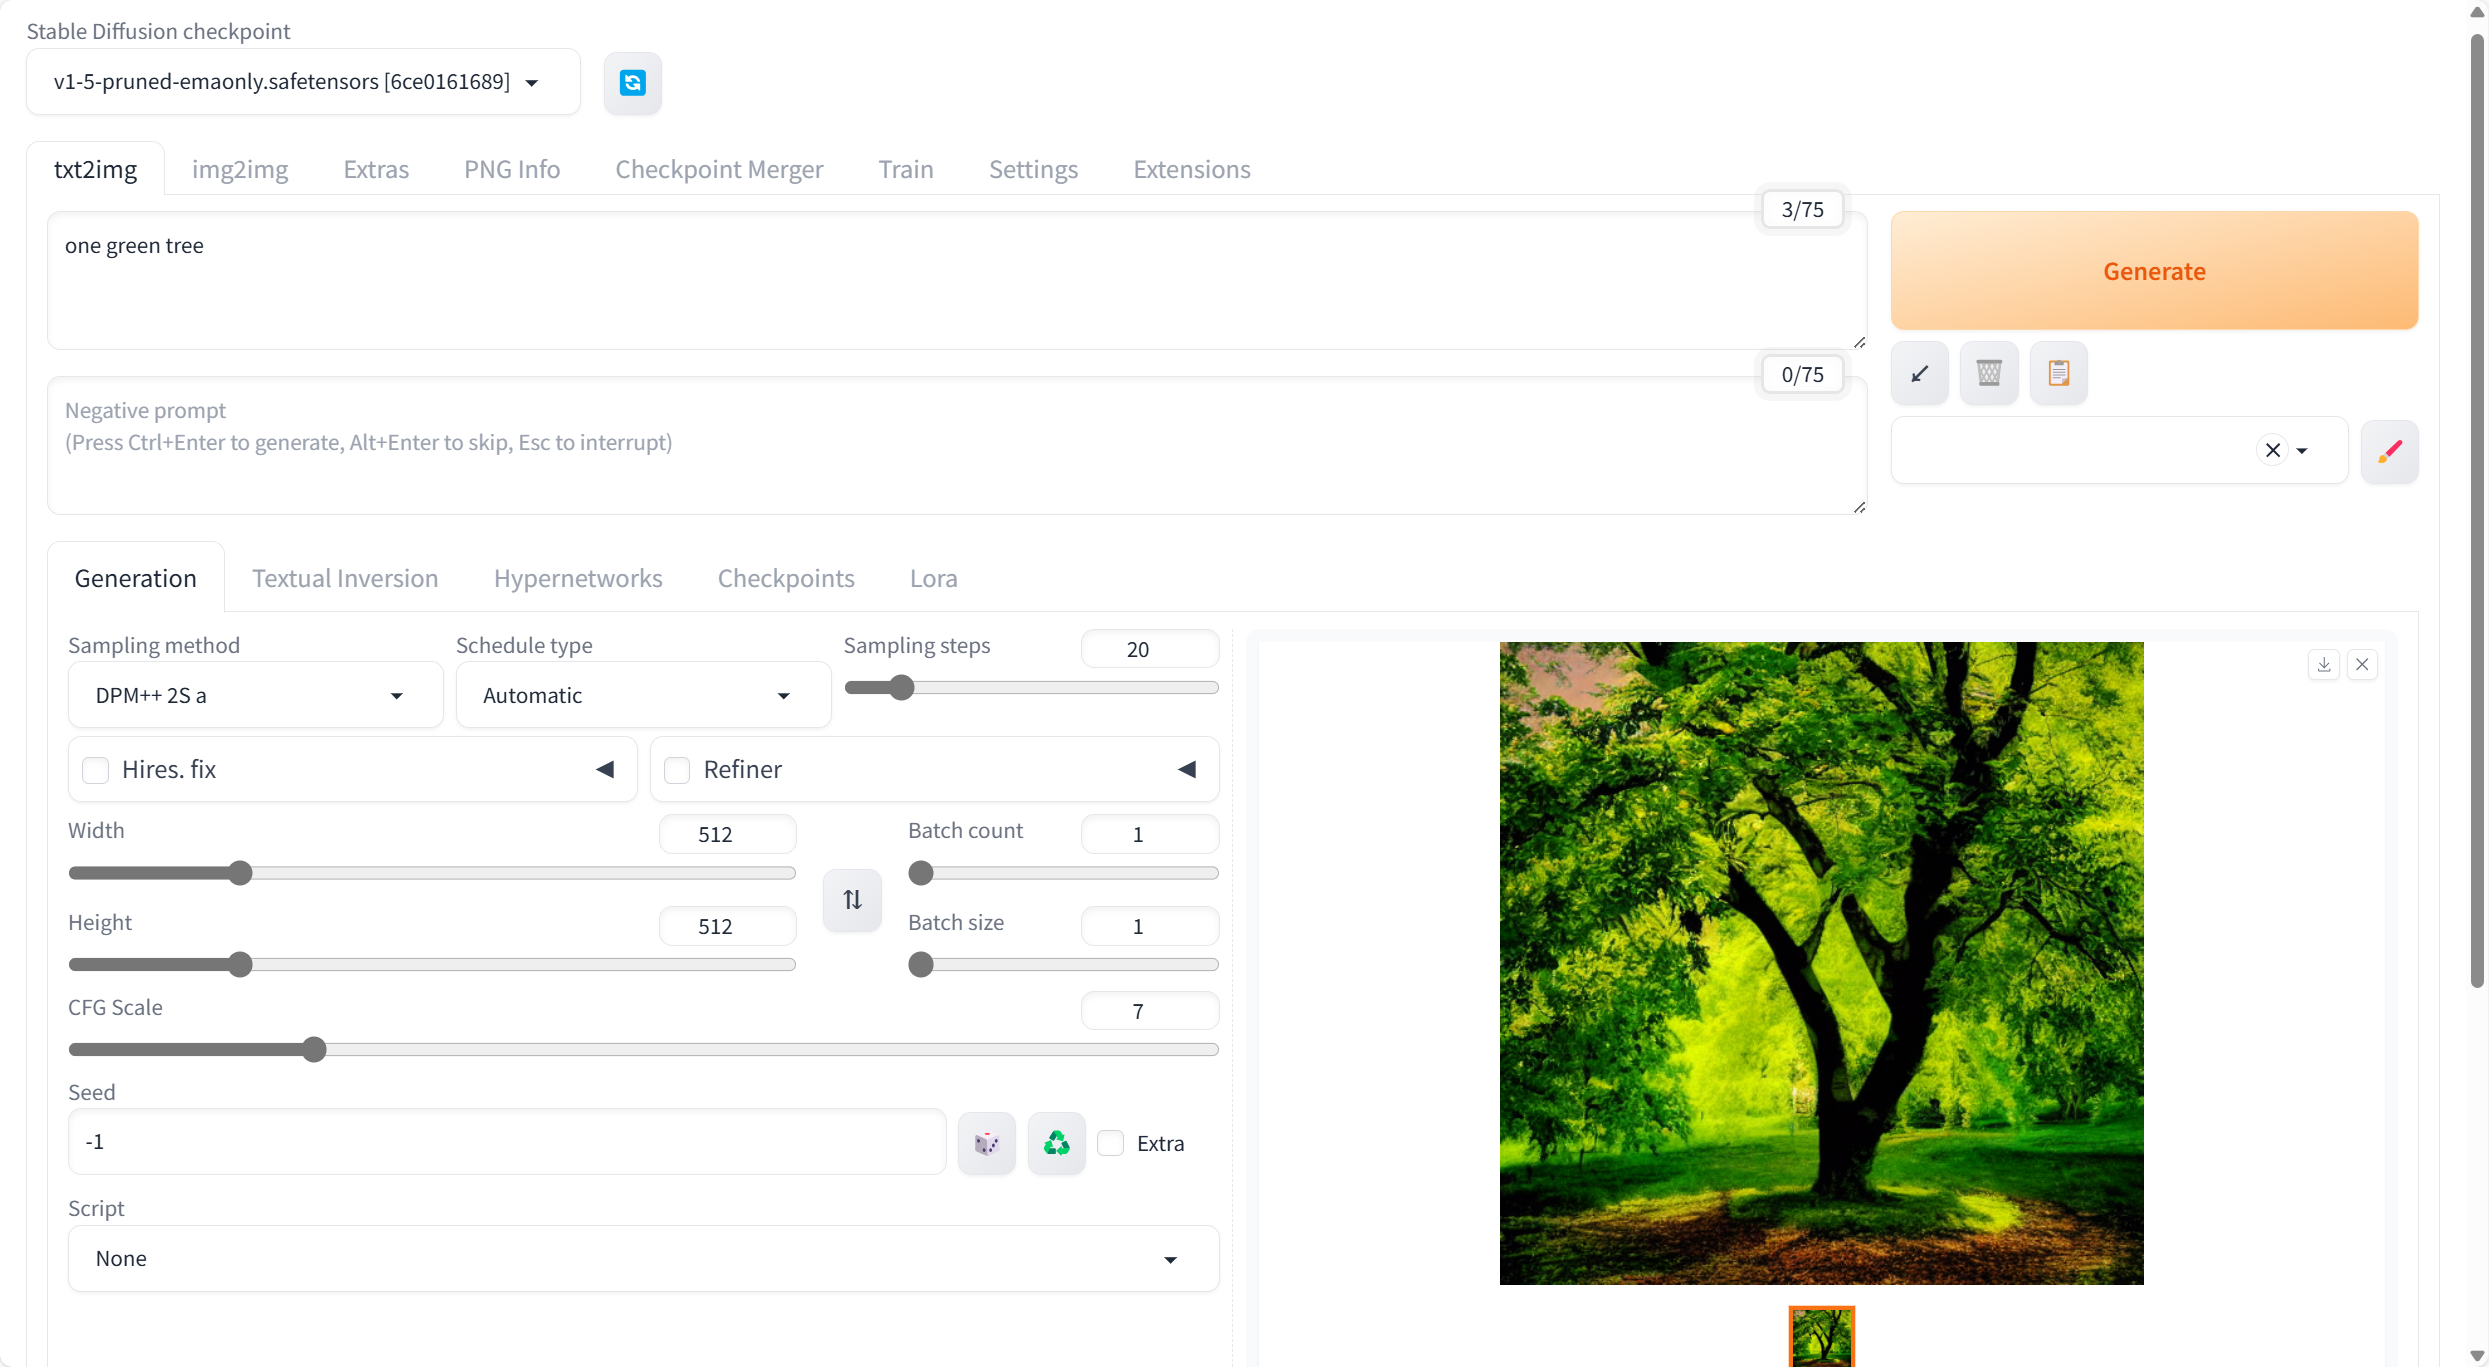 Stable Diffusion checkpoint
v1-5-pruned-emaonly.safetensors [6ce0161689]
txt2img img2img Extras PNG Info Checkpoint Merger Train Settings Extensions
3/75
one green tree
Generate
0/75
Negative prompt
(Press Ctrl+Enter to generate, Alt+Enter to skip, Esc to interrupt)
Generation Textual Inversion Hypernetworks Checkpoints Lora
Sampling method Schedule type Sampling steps 20
DPM++ 2S a Automatic
Hires. fix Refiner
Width 512 Batch count 1
Height 512 Batch size 1
CFG Scale 7
Seed
-1 Extra
Script
None